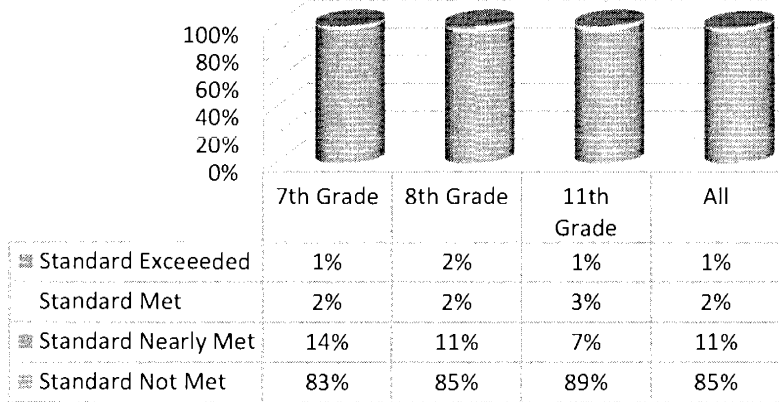 100%
80%
60%
40%
20%
0%
7th Grade 8th Grade 11th Grade All
Standard Exceeeded 1% 2% 1% 1%
Standard Met 2% 2% 3% 2%
Standard Nearly Met 14% 11% 7% 11%
Standard Not Met 83% 85% 89% 85%